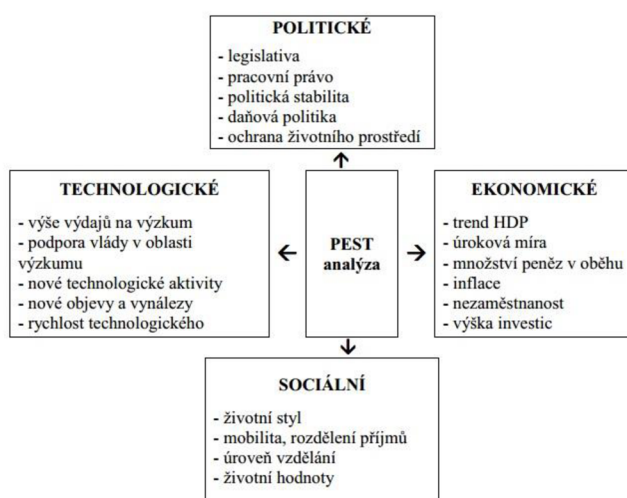 POLITICKÉ
- legislativa
- pracovní právo
- politická stabilita
- daňová politika
- ochrana životního prostředí
TECHNOLOGICKÉ
- výše výdajů na výzkum
- podpora vlády v oblasti
výzkumu
- nové technologické aktivity
- nové objevy a vynálezy
- rychlost technologického
PEST
analýza
EKONOMICKÉ
- trend HDP
- úroková míra
- množství peněz v oběhu
- inflace
- nezaměstnanost
- výška investic
SOCIÁLNÍ
- životní styl
- mobilita, rozdělení příjmů
- úroveň vzdělání
- životní hodnoty